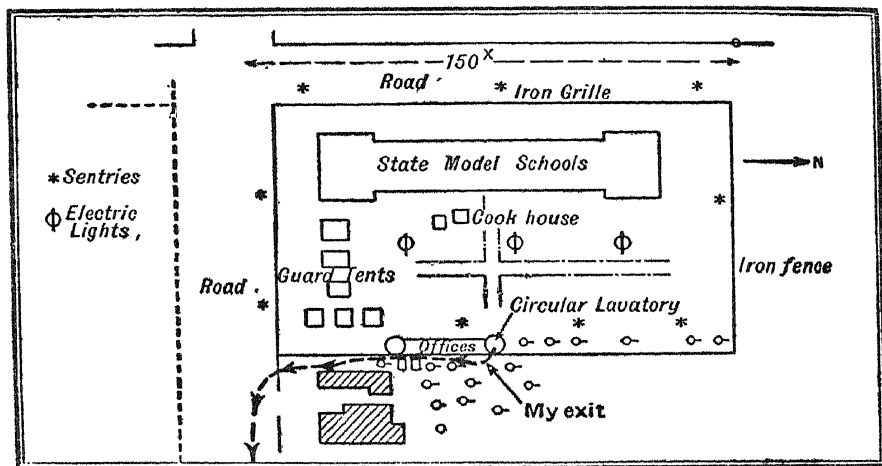 150ˣ
Road.
Iron Grille
State Model Schools
N
* Sentries
Electric
Lights,
Cook house
Guard Tents
Iron fence
Road.
Circular Lavatory
Offices
My exit